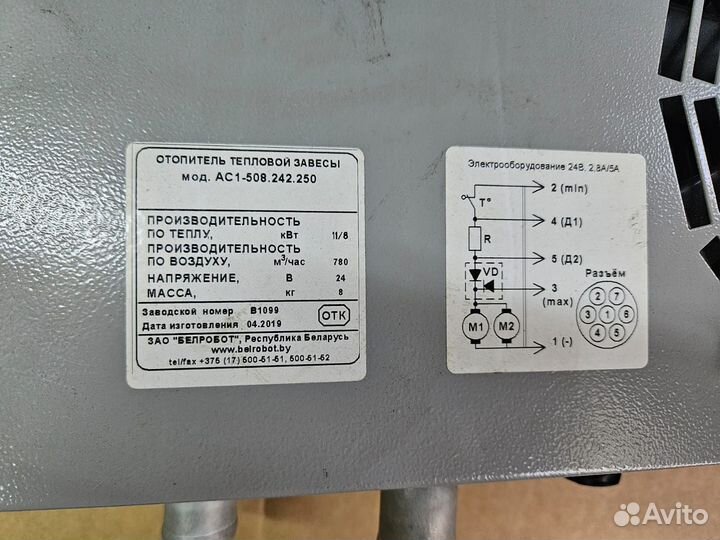 ОТОПИТЕЛЬ ТЕПЛОВОЙ ЗАВЕСЫ
мод. АС1-508.242.250
ПРОИЗВОДИТЕЛЬНОСТЬ
ПО ТЕПЛУ, кВт 11/8
ПРОИЗВОДИТЕЛЬНОСТЬ
ПО ВОЗДУХУ, м³/час 780
НАПРЯЖЕНИЕ, В 24
МАССА, кг 8
Заводской номер В1099
Дата изготовления 04.2019
ОТК
ЗАО "БЕЛРОБОТ", Республика Беларусь
www.belrobot.by
tel/fax +375 (17) 500-51-51, 500-51-52
Электрооборудование 24В, 2,8А/5А
T°
2 (min)
4 (Д1)
R
5 (Д2)
VD
3
(max)
M1
M2
1 (-)
Разъём
2 7
3 1 6
4 5
Avito